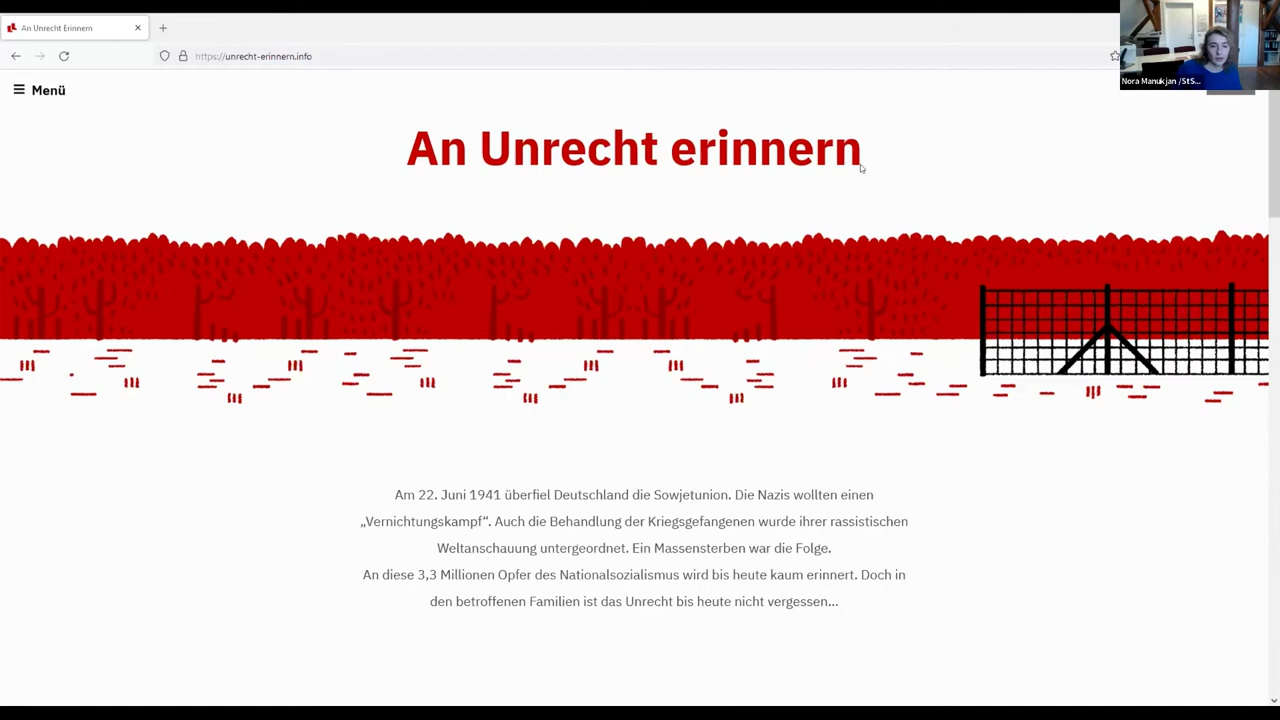 An Unrecht Erinnern
https://unrecht-erinnern.info
Nora Manukjan /StS...
Menü
An Unrecht erinnern
Am 22. Juni 1941 überfiel Deutschland die Sowjetunion. Die Nazis wollten einen
„Vernichtungskampf“. Auch die Behandlung der Kriegsgefangenen wurde ihrer rassistischen
Weltanschauung untergeordnet. Ein Massensterben war die Folge.
An diese 3,3 Millionen Opfer des Nationalsozialismus wird bis heute kaum erinnert. Doch in
den betroffenen Familien ist das Unrecht bis heute nicht vergessen...